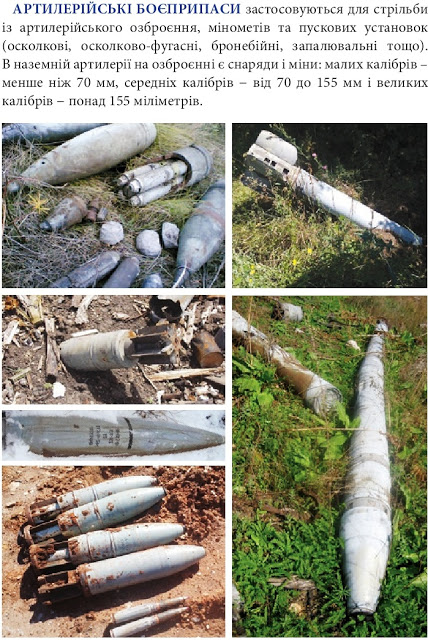 АРТИЛЕРІЙСЬКІ БОЄПРИПАСИ застосовуються для стрільби
із артилерійського озброєння, мінометів та пускових установок
(осколкові, осколково-фугасні, бронебійні, запалювальні тощо).
В наземній артилерії на озброєнні є снаряди і міни: малих калібрів –
менше ніж 70 мм, середніх калібрів – від 70 до 155 мм і великих
калібрів – понад 155 міліметрів.